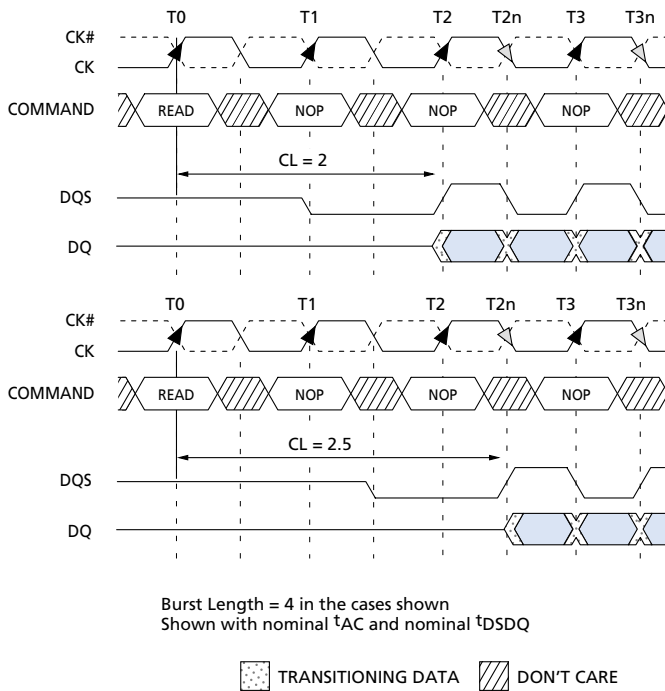 T0 T1 T2 T2n T3 T3n
CK#
CK
COMMAND READ NOP NOP NOP
CL = 2
DQS
DQ
T0 T1 T2 T2n T3 T3n
CK#
CK
COMMAND READ NOP NOP NOP
CL = 2.5
DQS
DQ
Burst Length = 4 in the cases shown
Shown with nominal tAC and nominal tDSDQ
TRANSITIONING DATA DON'T CARE